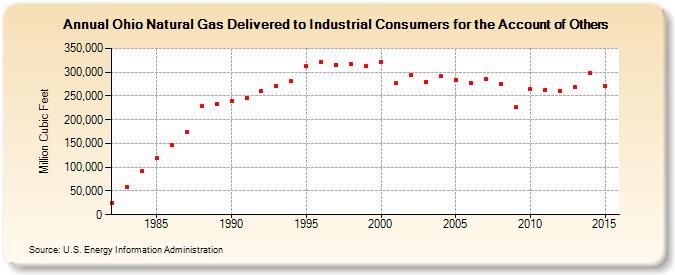 Annual Ohio Natural Gas Delivered to Industrial Consumers for the Account of Others
Million Cubic Feet
350,000
300,000
250,000
200,000
150,000
100,000
50,000
0
1985 1990 1995 2000 2005 2010 2015
Source: U.S. Energy Information Administration